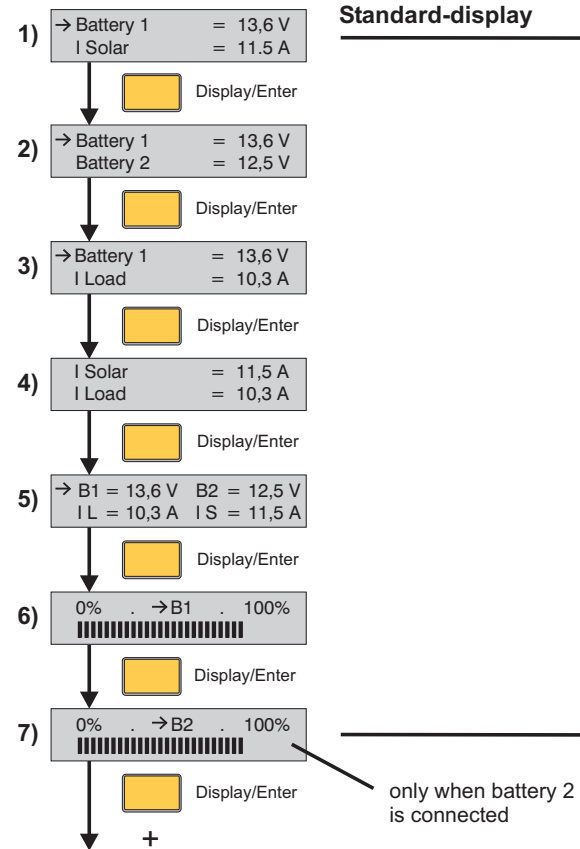 Standard-display
1)
→ Battery 1 = 13,6 V
I Solar = 11.5 A
Display/Enter
2)
→ Battery 1 = 13,6 V
Battery 2 = 12,5 V
Display/Enter
3)
→ Battery 1 = 13,6 V
I Load = 10,3 A
Display/Enter
4)
I Solar = 11,5 A
I Load = 10,3 A
Display/Enter
5)
→ B1 = 13,6 V B2 = 12,5 V
I L = 10,3 A I S = 11,5 A
Display/Enter
6)
0% . → B1 . 100%
Display/Enter
7)
0% . → B2 . 100%
only when battery 2
is connected
Display/Enter
+